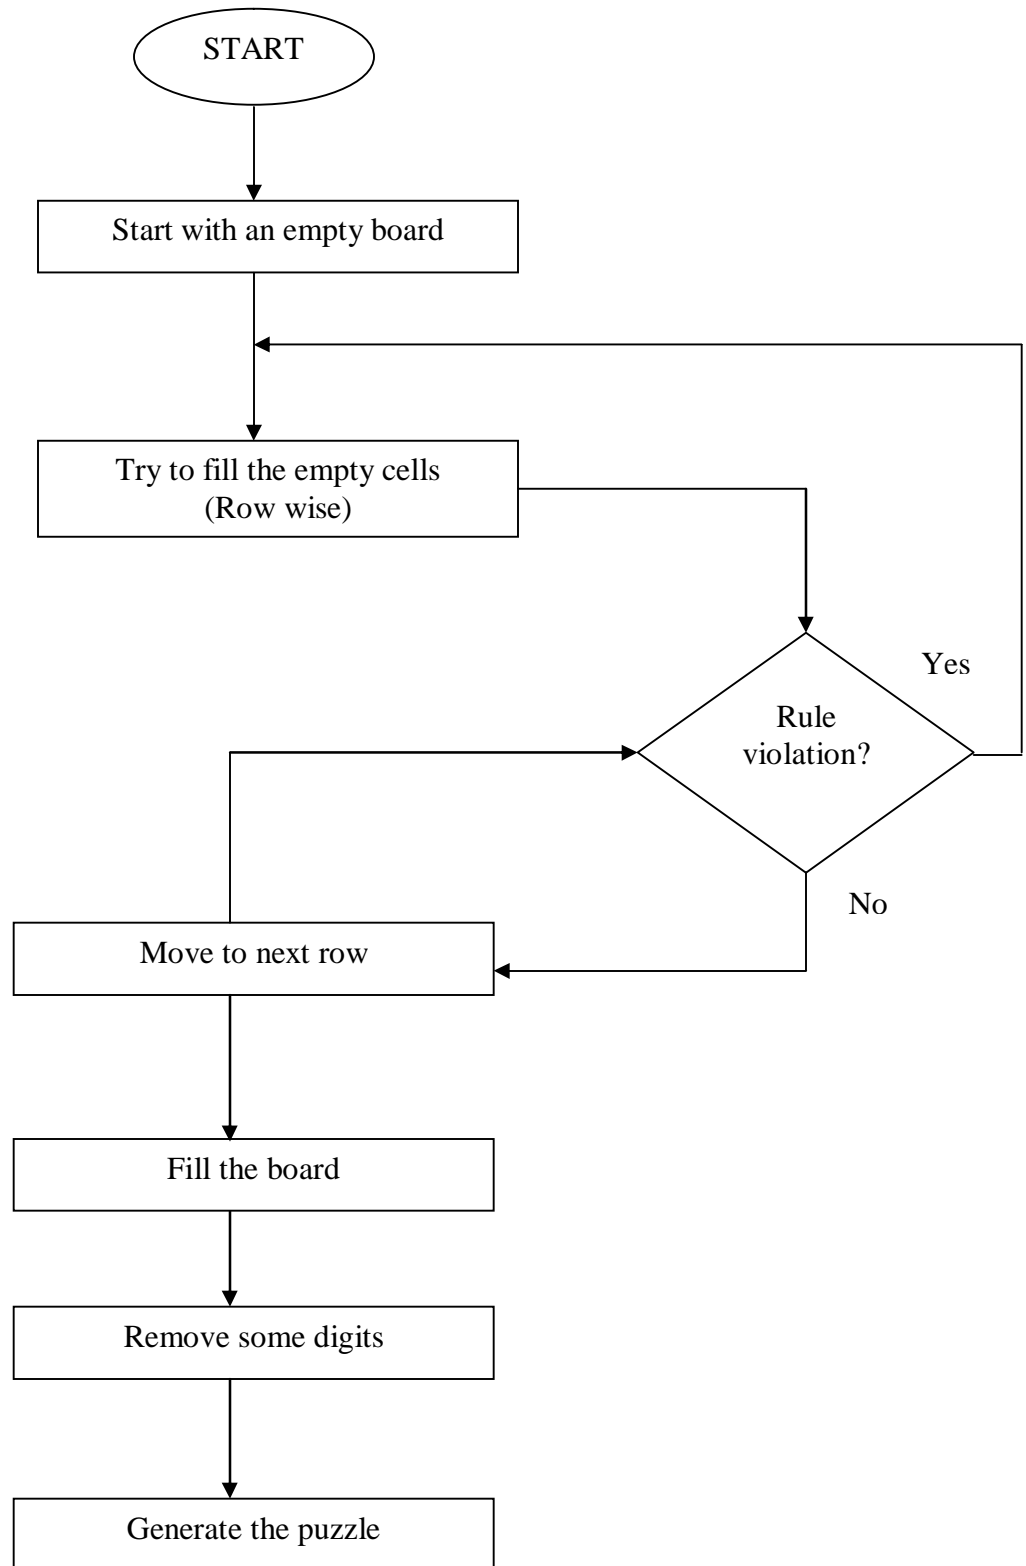 START
Start with an empty board
Try to fill the empty cells
(Row wise)
Yes
Rule
violation?
No
Move to next row
Fill the board
Remove some digits
Generate the puzzle